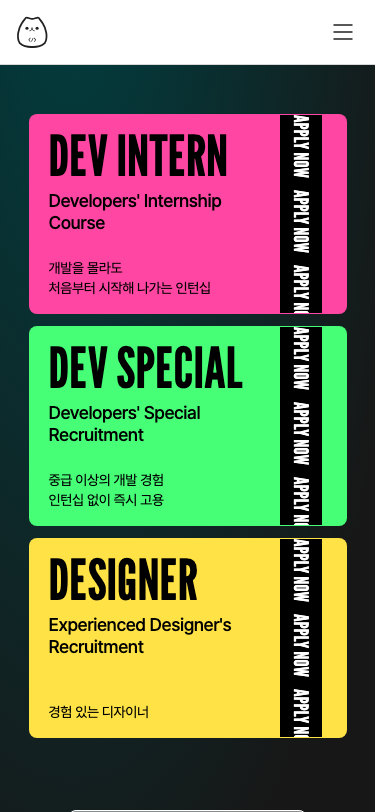 DEV INTERN
Developers' Internship
Course
개발을 몰라도
처음부터 시작해 나가는 인턴십
APPLY NOW APPLY NOW APPLY N
DEV SPECIAL
Developers' Special
Recruitment
중급 이상의 개발 경험
인턴십 없이 즉시 고용
APPLY NOW APPLY NOW APPLY N
DESIGNER
Experienced Designer's
Recruitment
경험 있는 디자이너
APPLY NOW APPLY NOW APPLY N